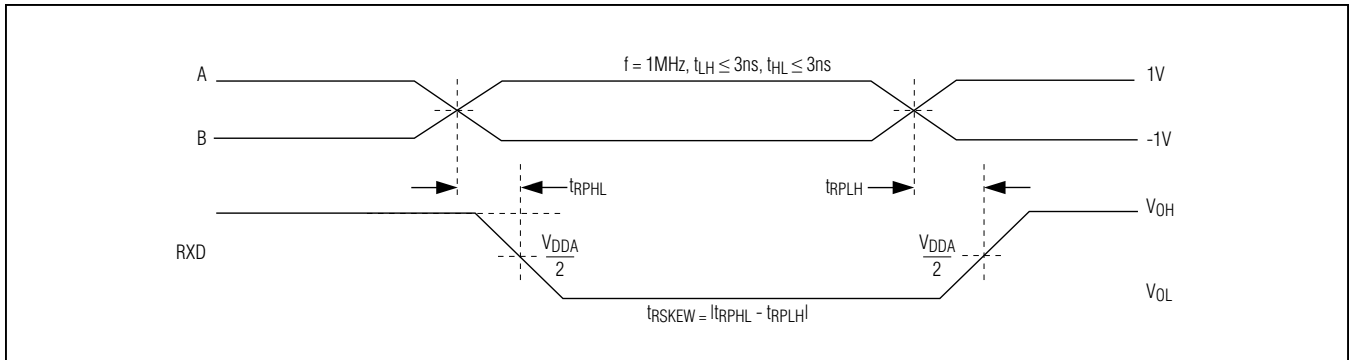 f = 1MHz, tLH ≤ 3ns, tHL ≤ 3ns
A
1V
B
-1V
tRPHL
tRPLH
VOH
RXD
VDDA
2
VDDA
2
VOL
tRSKEW = |tRPHL - tRPLH|